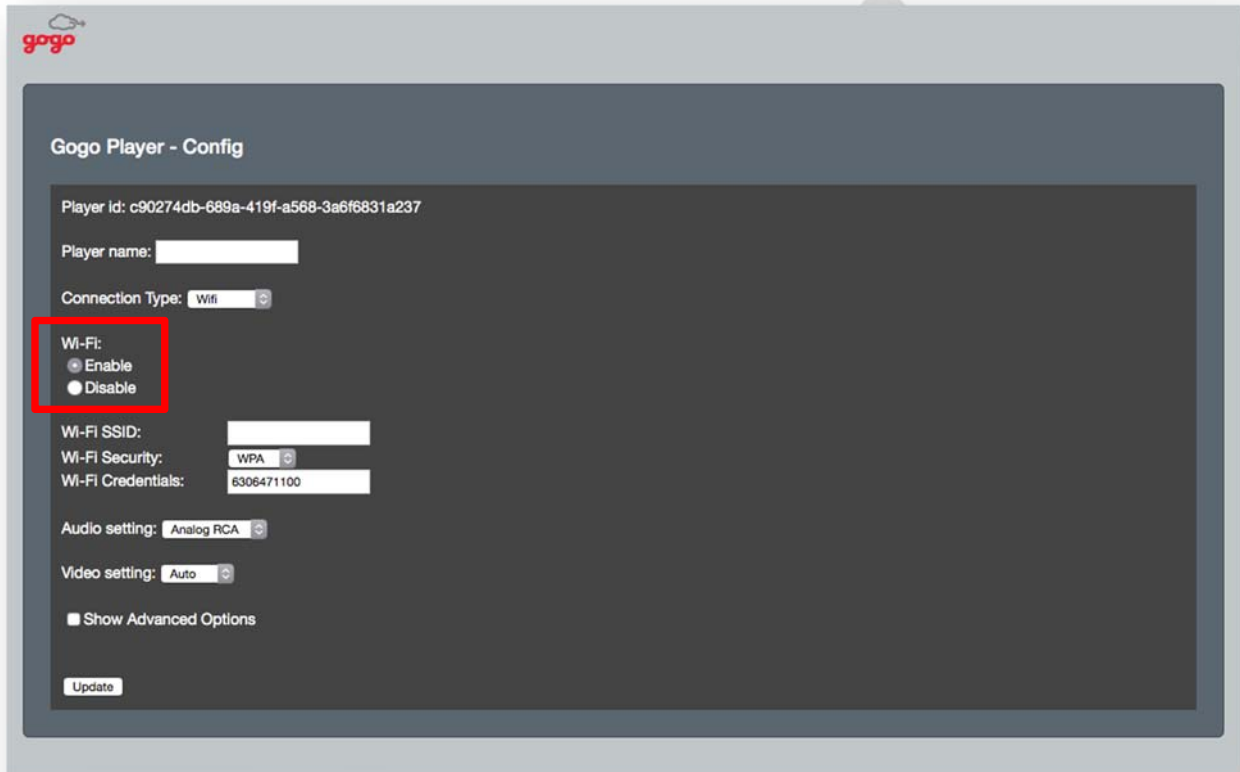 gogo
Gogo Player - Config
Player id: c90274db-689a-419f-a568-3a6f6831a237
Player name:
Connection Type: Wifi
Wi-Fi:
Enable
Disable
Wi-Fi SSID:
Wi-Fi Security: WPA
Wi-Fi Credentials: 6306471100
Audio setting: Analog RCA
Video setting: Auto
Show Advanced Options
Update